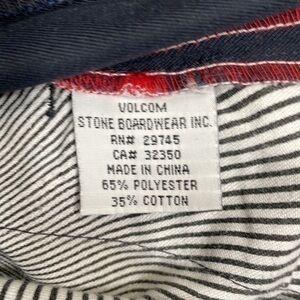 VOLCOM
STONE BOARDWEAR INC.
RN# 29745
CA# 32350
MADE IN CHINA
65% POLYESTER
35% COTTON